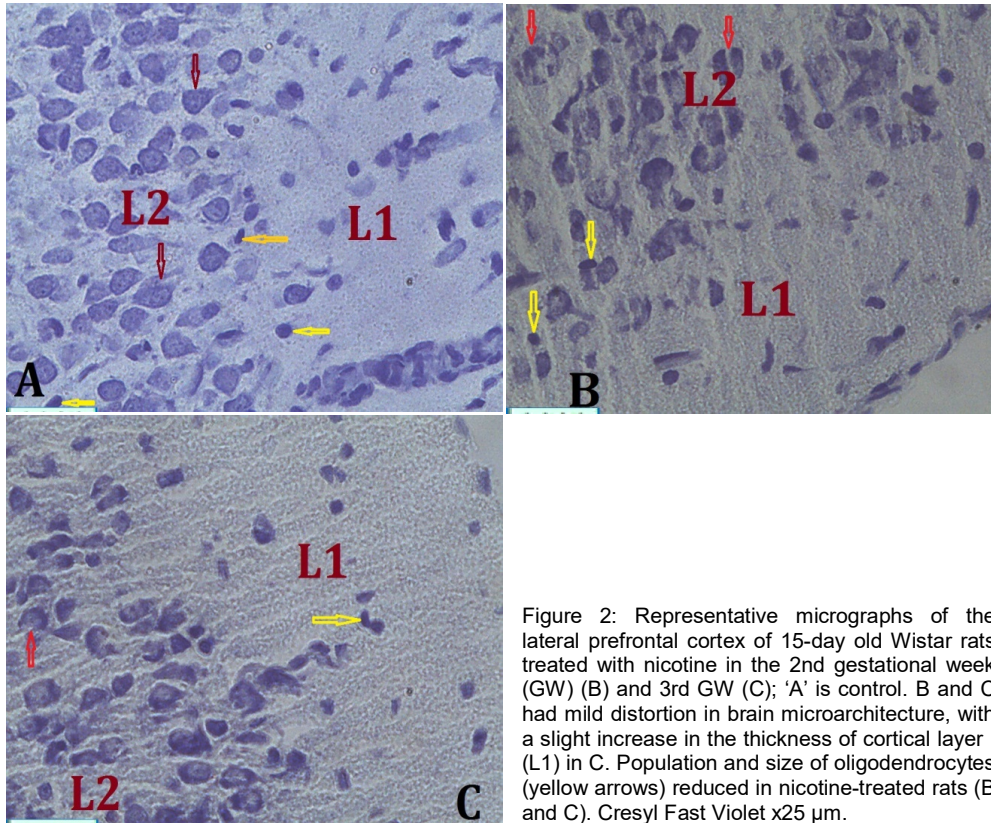 L2
L1
A
L2
L1
B
L1
L2
C
Figure 2: Representative micrographs of the
lateral prefrontal cortex of 15-day old Wistar rats
treated with nicotine in the 2nd gestational week
(GW) (B) and 3rd GW (C); ‘A’ is control. B and C
had mild distortion in brain microarchitecture, with
a slight increase in the thickness of cortical layer
(L1) in C. Population and size of oligodendrocytes
(yellow arrows) reduced in nicotine-treated rats (B
and C). Cresyl Fast Violet x25 µm.